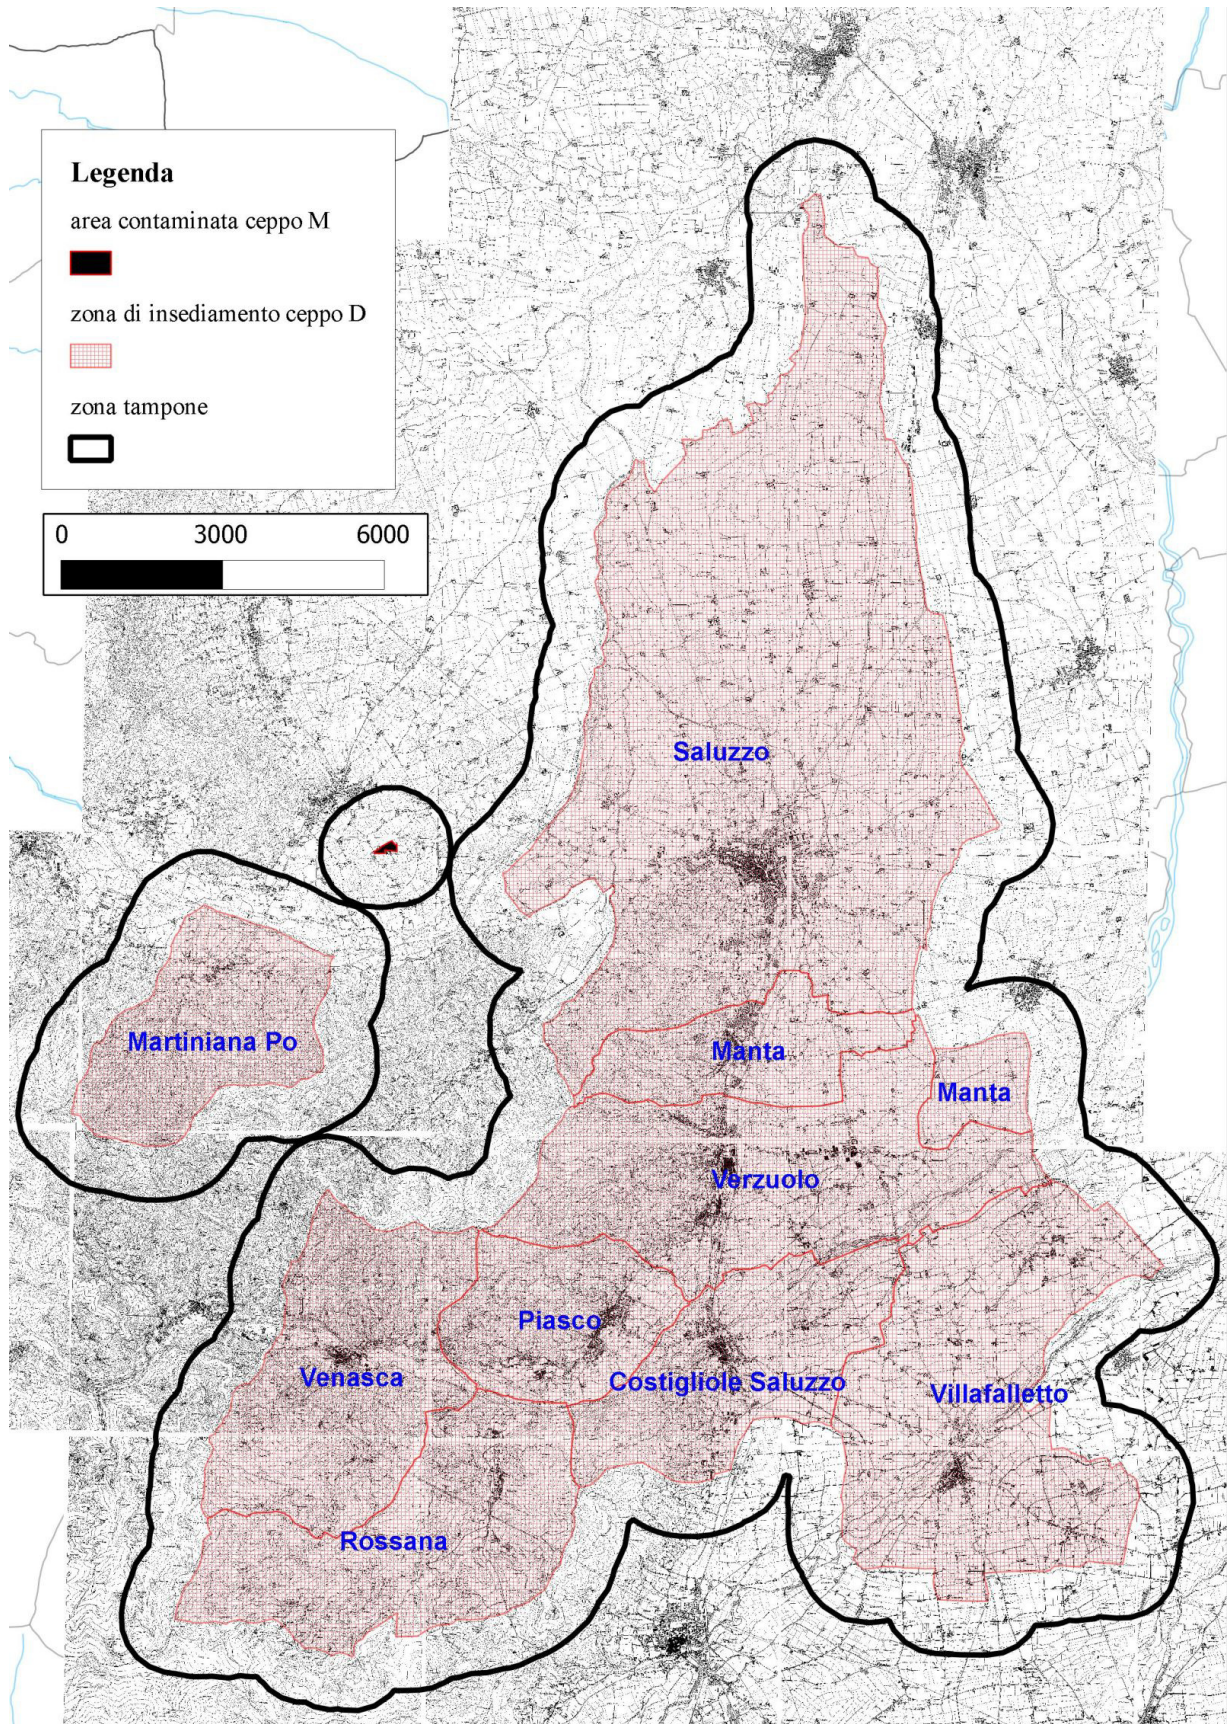 Legenda
area contaminata ceppo M
zona di insediamento ceppo D
zona tampone
0 3000 6000
Saluzzo
Martiniana Po
Manta
Manta
Verzuolo
Piasco
Venasca
Costigliole Saluzzo
Villafalletto
Rossana